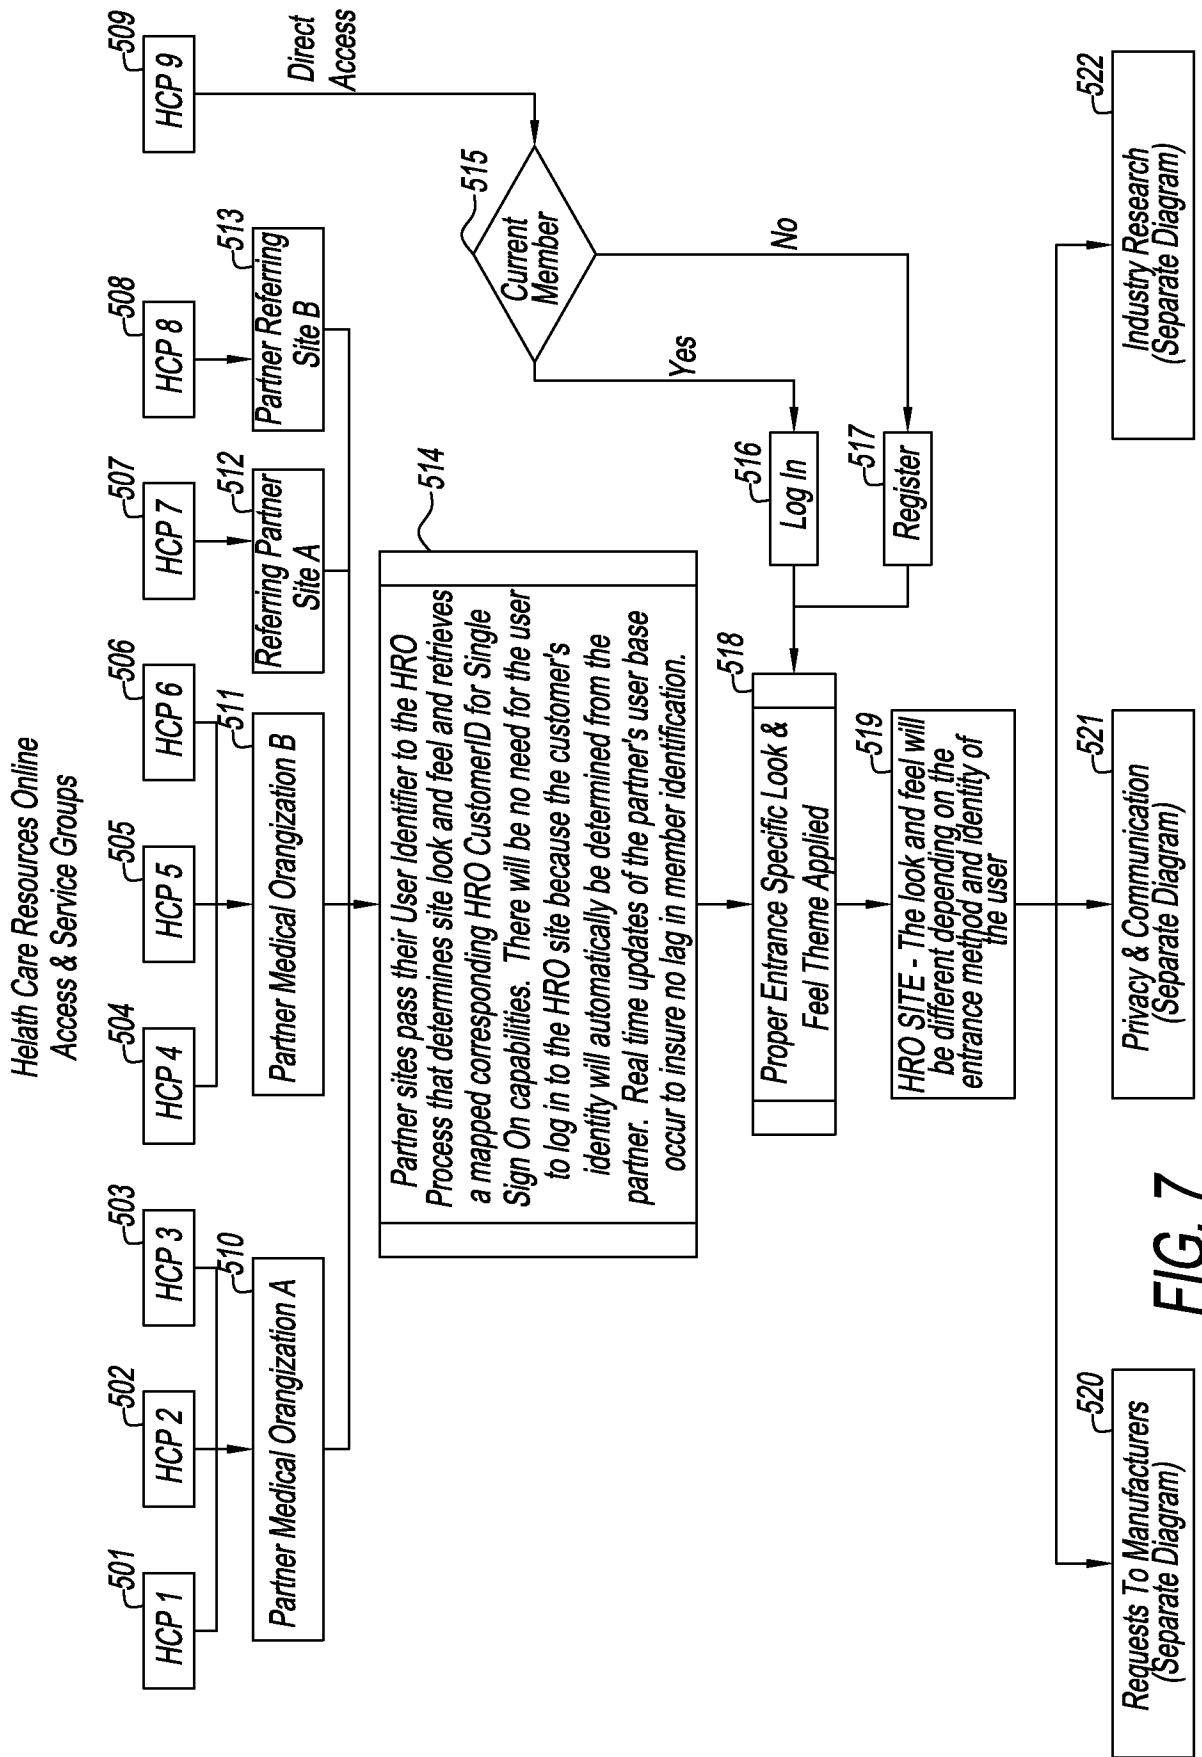 Helath Care Resources Online
Access & Service Groups
501
HCP 1
502
HCP 2
503
HCP 3
504
HCP 4
505
HCP 5
506
HCP 6
507
HCP 7
508
HCP 8
509
HCP 9
510
Partner Medical Orangization A
511
Partner Medical Orangization B
512
Referring Partner
Site A
513
Partner Referring
Site B
Direct
Access
514
Partner sites pass their User Identifier to the HRO
Process that determines site look and feel and retrieves
a mapped corresponding HRO CustomerID for Single
Sign On capabilities. There will be no need for the user
to log in to the HRO site because the customer's
identity will automatically be determined from the
partner. Real time updates of the partner's user base
occur to insure no lag in member identification.
515
Current
Member
Yes
No
516
Log In
517
Register
518
Proper Entrance Specific Look &
Feel Theme Applied
519
HRO SITE - The look and feel will
be different depending on the
entrance method and identity of
the user
520
Requests To Manufacturers
(Separate Diagram)
521
Privacy & Communication
(Separate Diagram)
522
Industry Research
(Separate Diagram)
FIG. 7